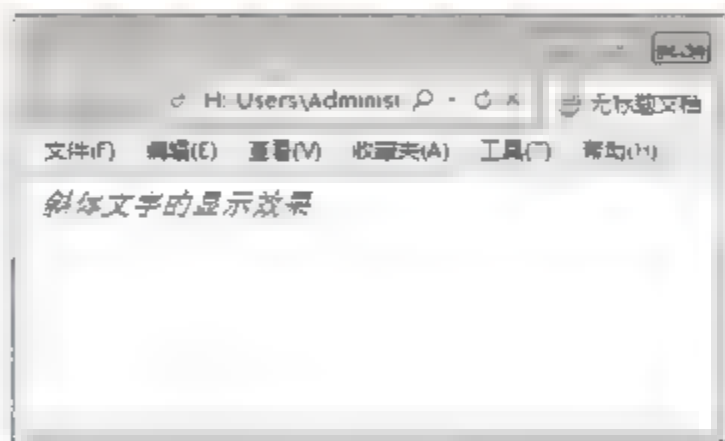 H: Users\Administ
无标题文档
文件(F) 编辑(E) 查看(V) 收藏夹(A) 工具(T) 帮助(H)
斜体文字的显示效果